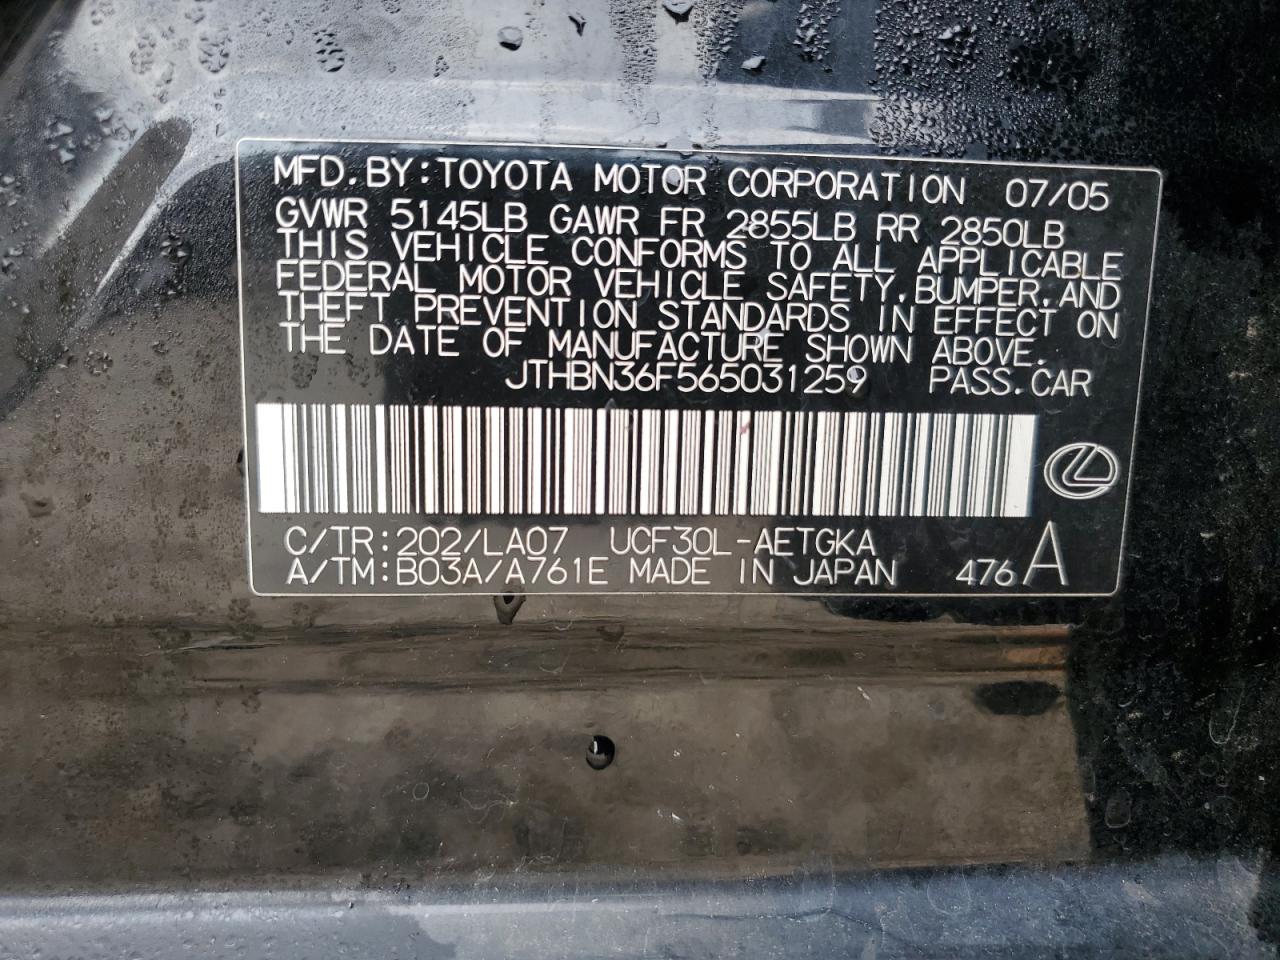 MFD.BY:TOYOTA MOTOR CORPORATION 07/05
GVWR 5145LB GAWR FR 2855LB RR 2850LB
THIS VEHICLE CONFORMS TO ALL APPLICABLE
FEDERAL MOTOR VEHICLE SAFETY,BUMPER,AND
THEFT PREVENTION STANDARDS IN EFFECT ON
THE DATE OF MANUFACTURE SHOWN ABOVE.
JTHBN36F565031259 PASS.CAR
C/TR:202/LA07 UCF30L-AETGKA
A/TM:B03A/A761E MADE IN JAPAN 476 A